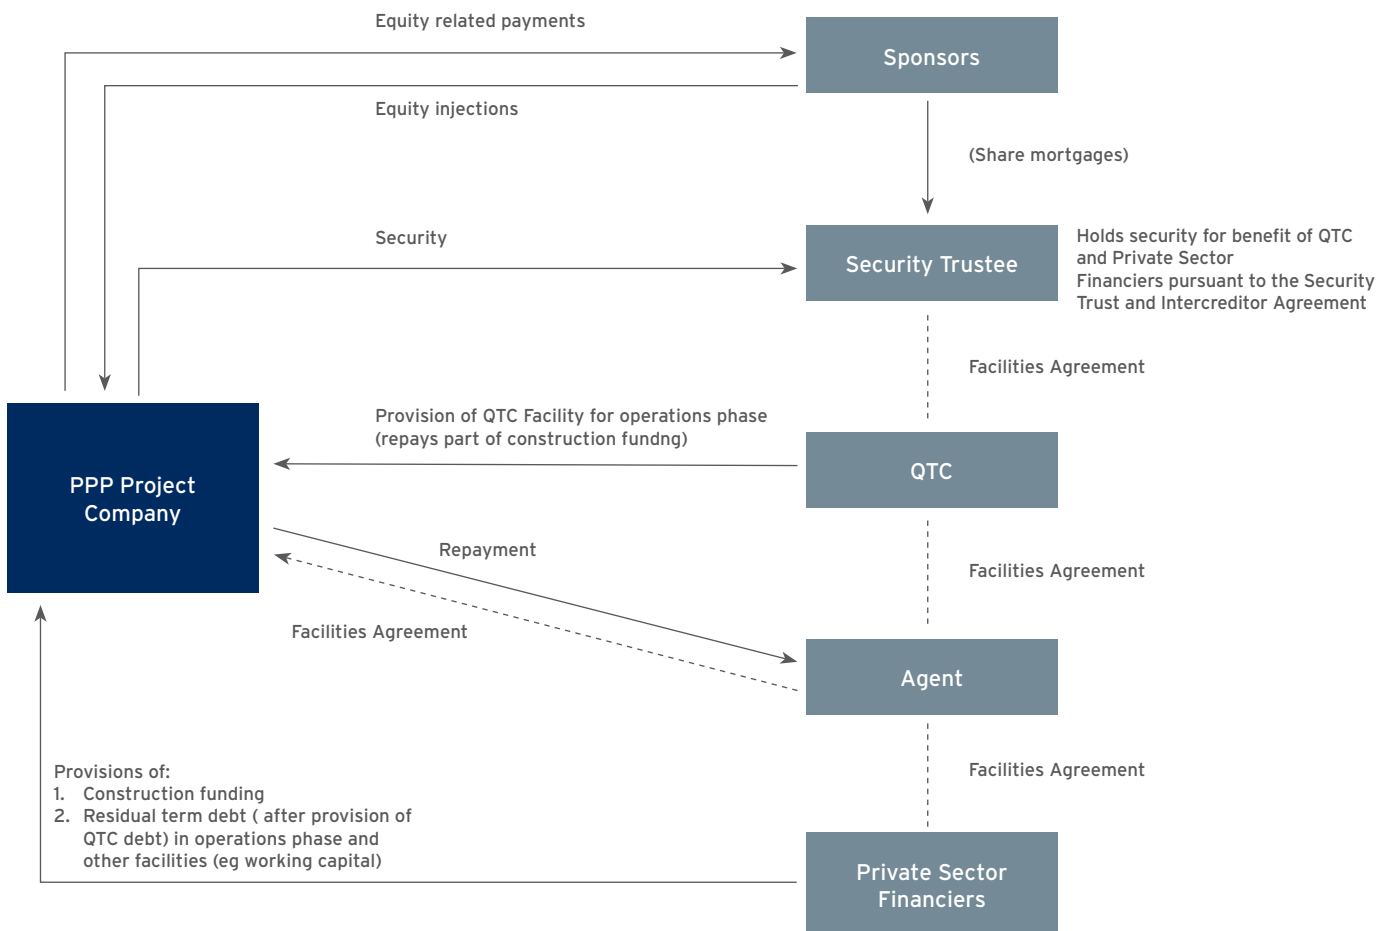 Equity related payments
Sponsors
Equity injections
(Share mortgages)
Security
Security Trustee
Holds security for benefit of QTC
and Private Sector
Financiers pursuant to the Security
Trust and Intercreditor Agreement
Facilities Agreement
Provision of QTC Facility for operations phase
(repays part of construction fundng)
QTC
PPP Project
Company
Repayment
Facilities Agreement
Facilities Agreement
Agent
Facilities Agreement
Provisions of:
1. Construction funding
2. Residual term debt ( after provision of
QTC debt) in operations phase and
other facilities (eg working capital)
Private Sector
Financiers